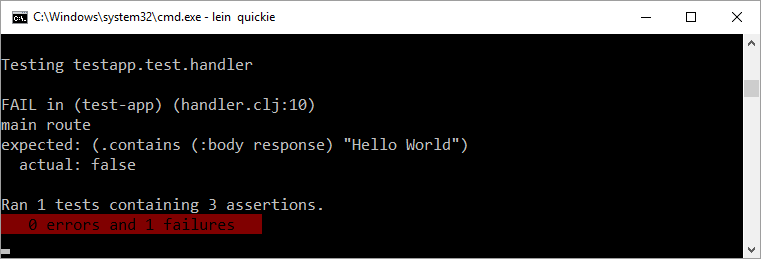 C:\Windows\system32\cmd.exe - lein  quickie
Testing testapp.test.handler
FAIL in (test-app) (handler.clj:10)
main route
expected: (.contains (:body response) "Hello World")
  actual: false
Ran 1 tests containing 3 assertions.
   0 errors and 1 failures